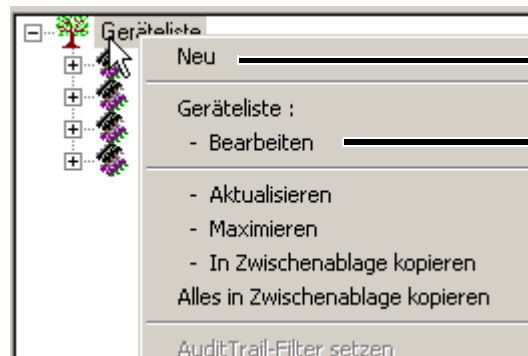 Geräteliste
Neu
Geräteliste :
- Bearbeiten
- Aktualisieren
- Maximieren
- In Zwischenablage kopieren
Alles in Zwischenablage kopieren
AuditTrail-Filter setzen